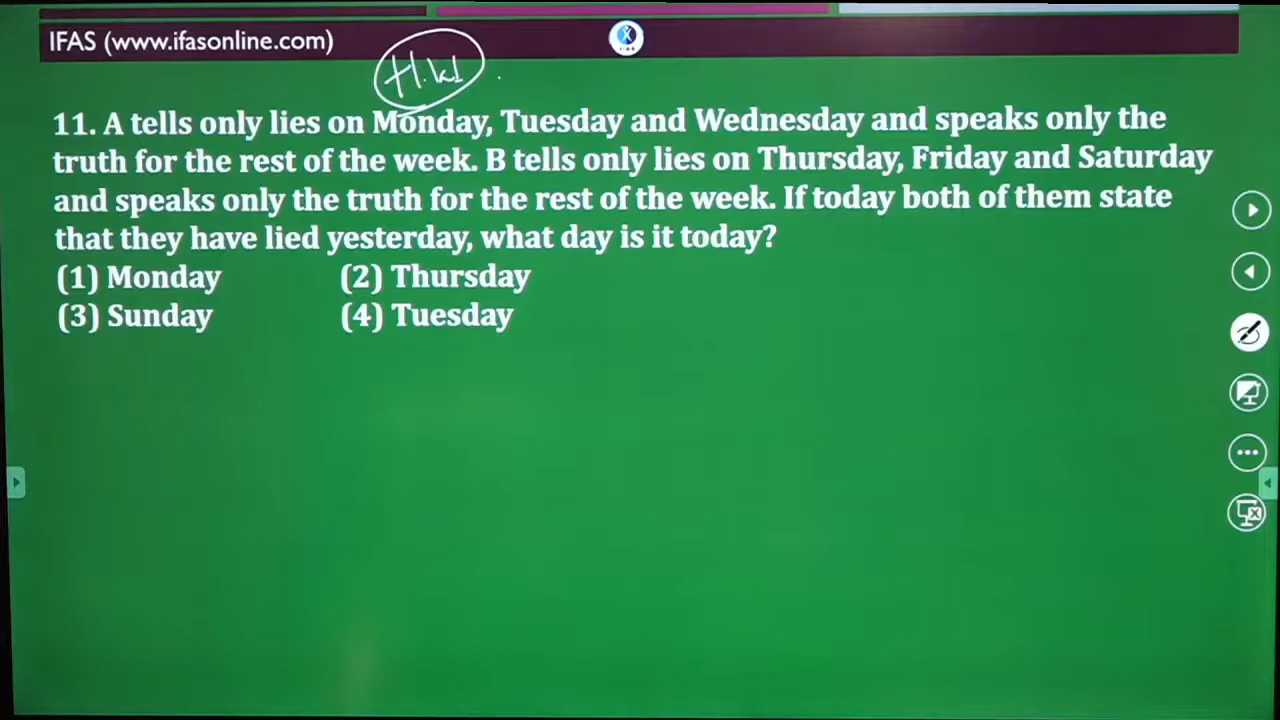 IFAS (www.ifasonline.com)
H.W
11. A tells only lies on Monday, Tuesday and Wednesday and speaks only the
truth for the rest of the week. B tells only lies on Thursday, Friday and Saturday
and speaks only the truth for the rest of the week. If today both of them state
that they have lied yesterday, what day is it today?
(1) Monday (2) Thursday
(3) Sunday (4) Tuesday